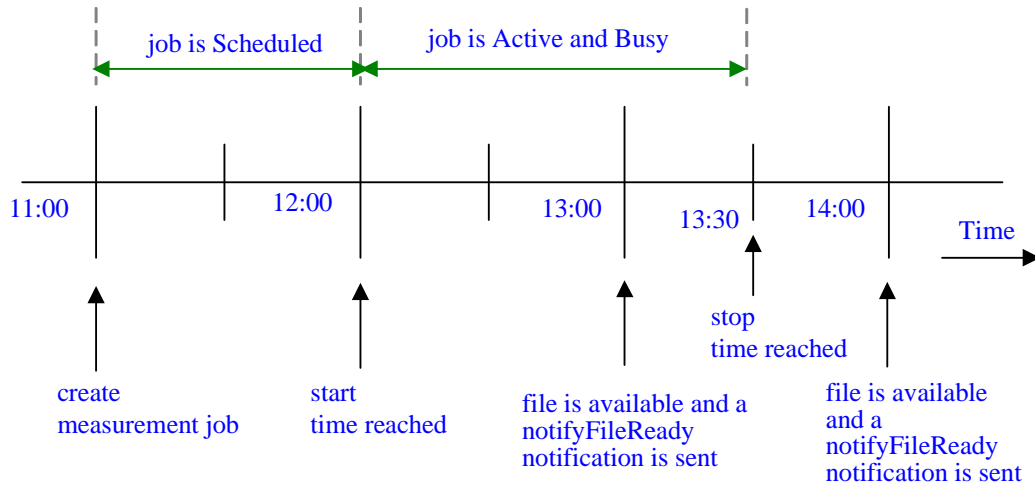 job is Scheduled
job is Active and Busy
11:00
12:00
13:00
13:30
14:00
Time
create
measurement job
start
time reached
file is available and a
notifyFileReady
notification is sent
stop
time reached
file is available
and a
notifyFileReady
notification is sent